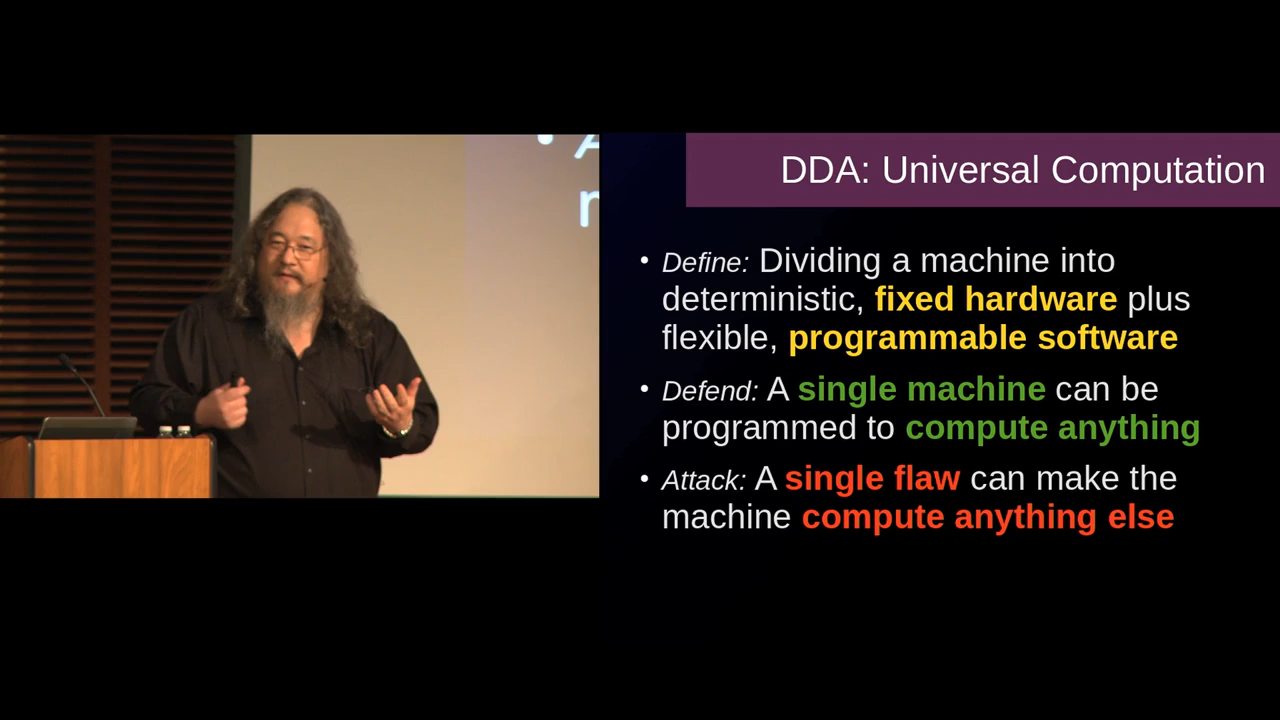 DDA: Universal Computation
• Define: Dividing a machine into
deterministic, fixed hardware plus
flexible, programmable software
• Defend: A single machine can be
programmed to compute anything
• Attack: A single flaw can make the
machine compute anything else